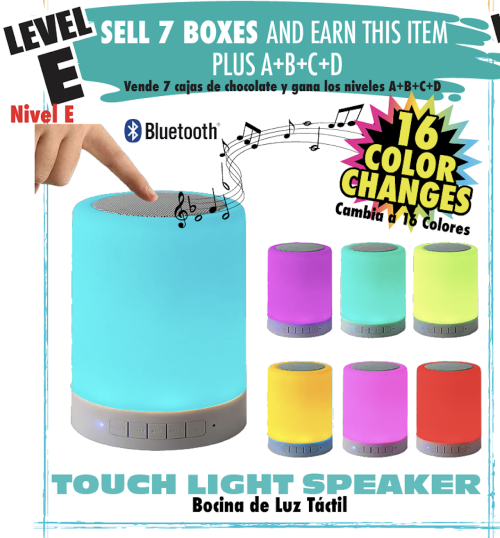 LEVEL
E
Nivel E
SELL 7 BOXES AND EARN THIS ITEM
PLUS A+B+C+D
Vende 7 cajas de chocolate y gana los niveles A+B+C+D
Bluetooth®
16
COLOR
CHANGES
Cambia a 16 Colores
TOUCH LIGHT SPEAKER
Bocina de Luz Táctil